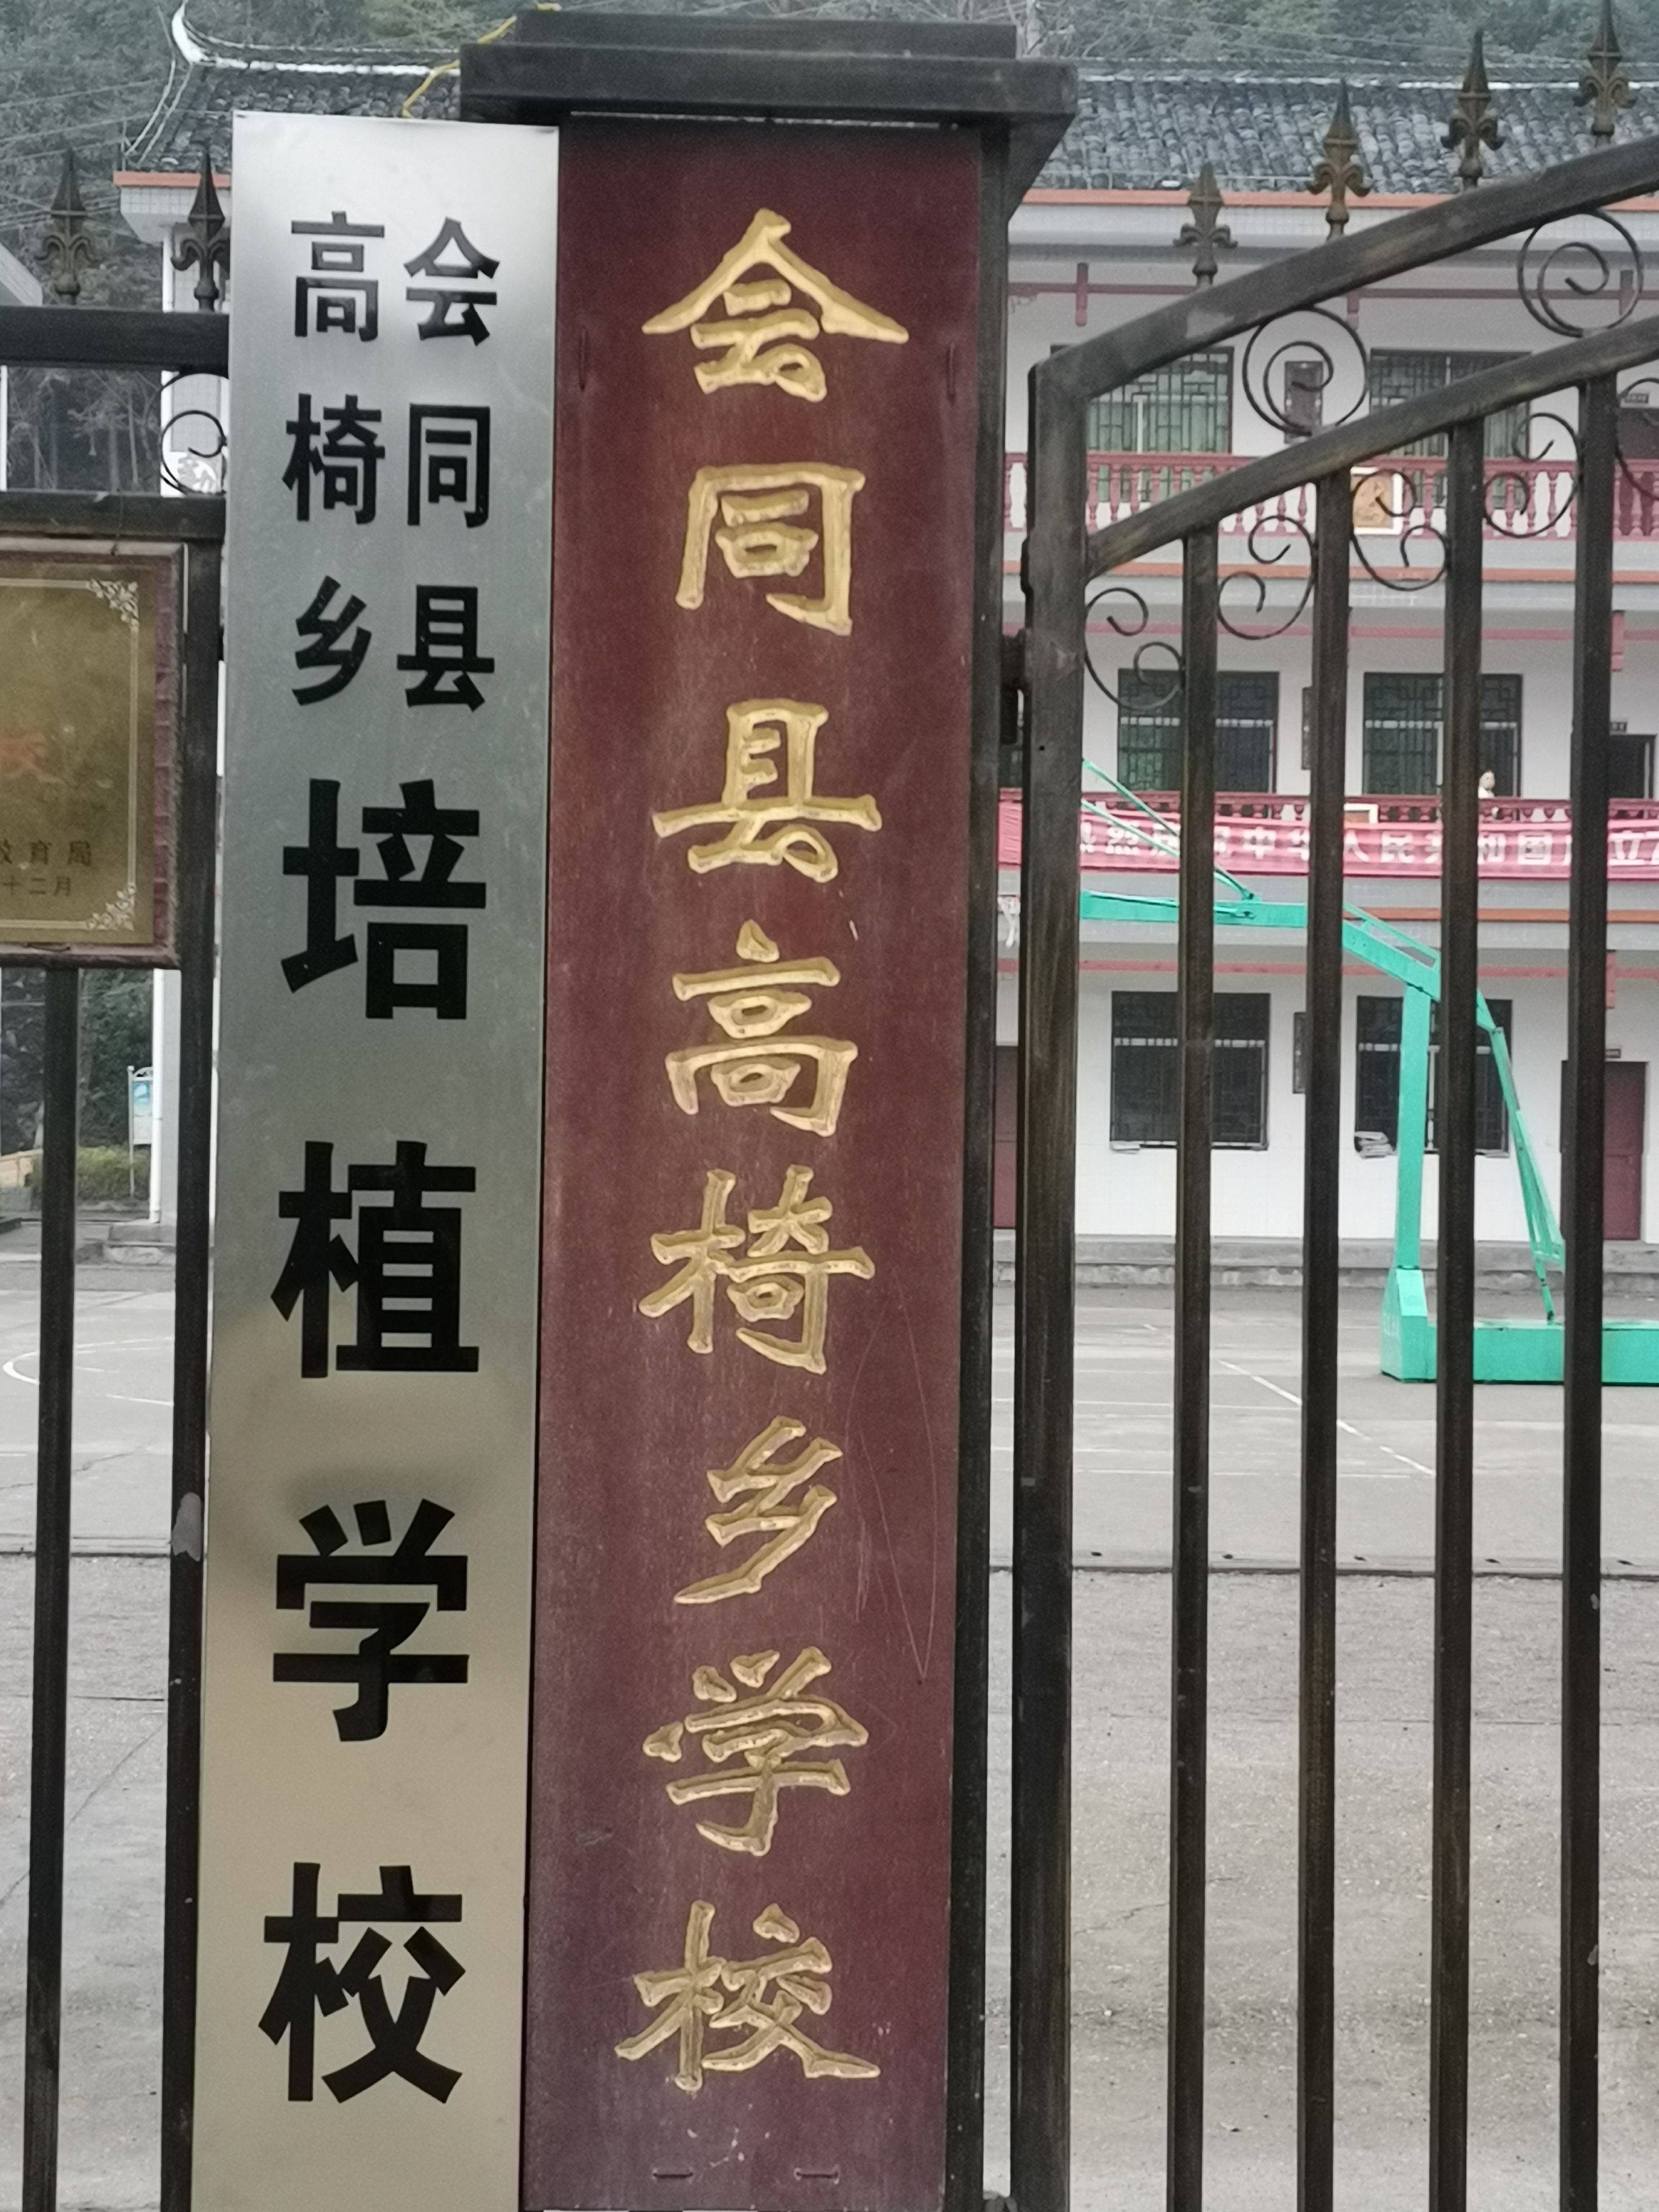 会同县
高椅乡
培植学校
会同县高椅乡学校
教育局
十二月